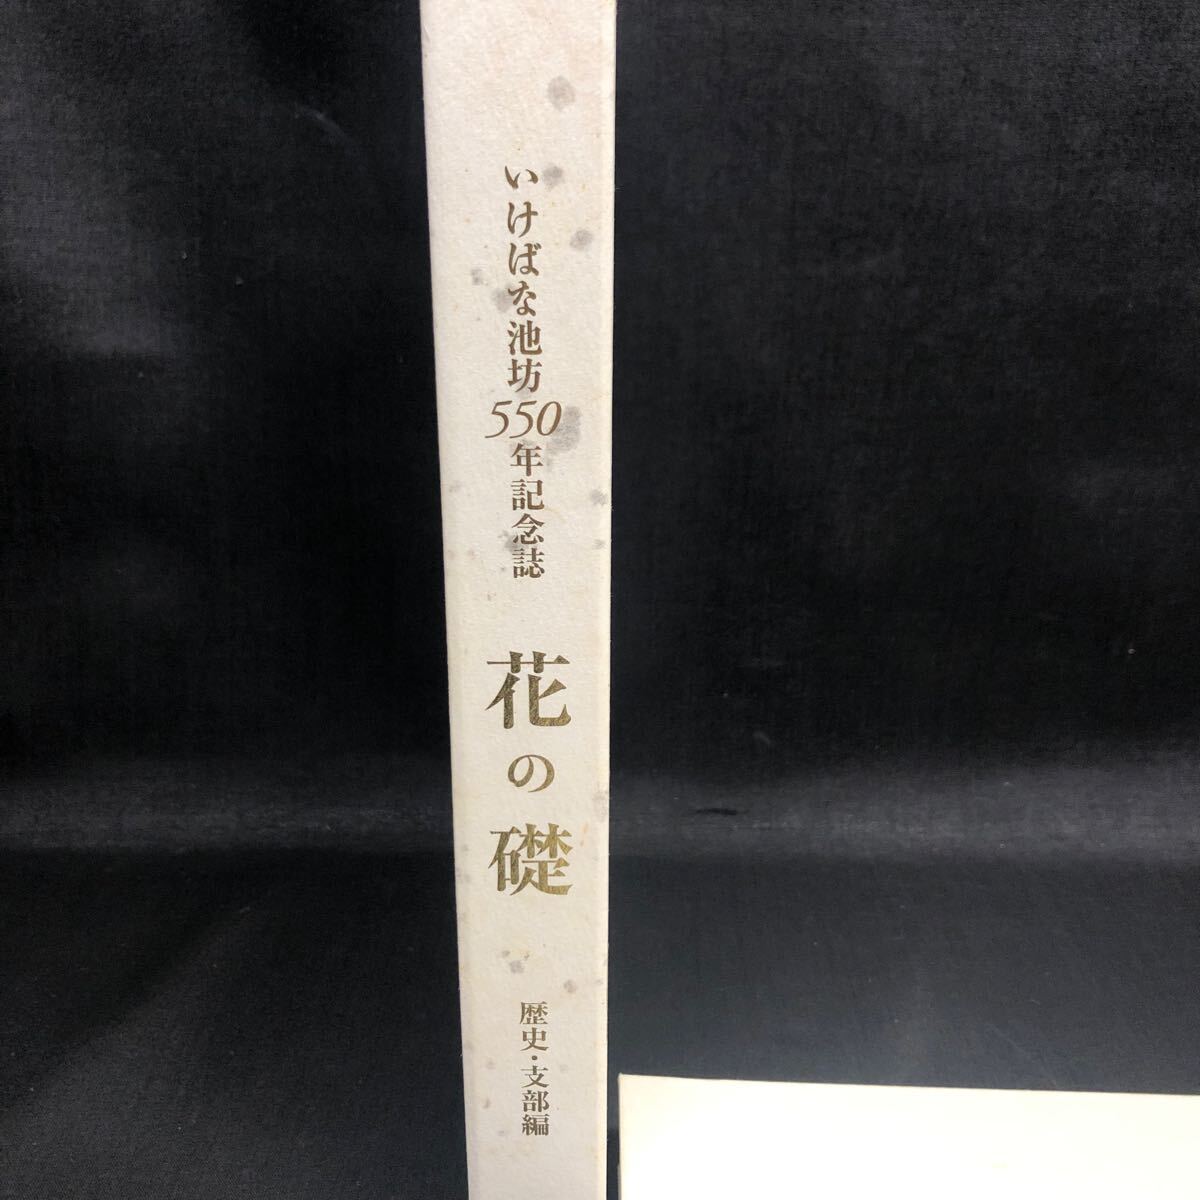 いけばな池坊550年記念誌
花の礎
歴史・支部編